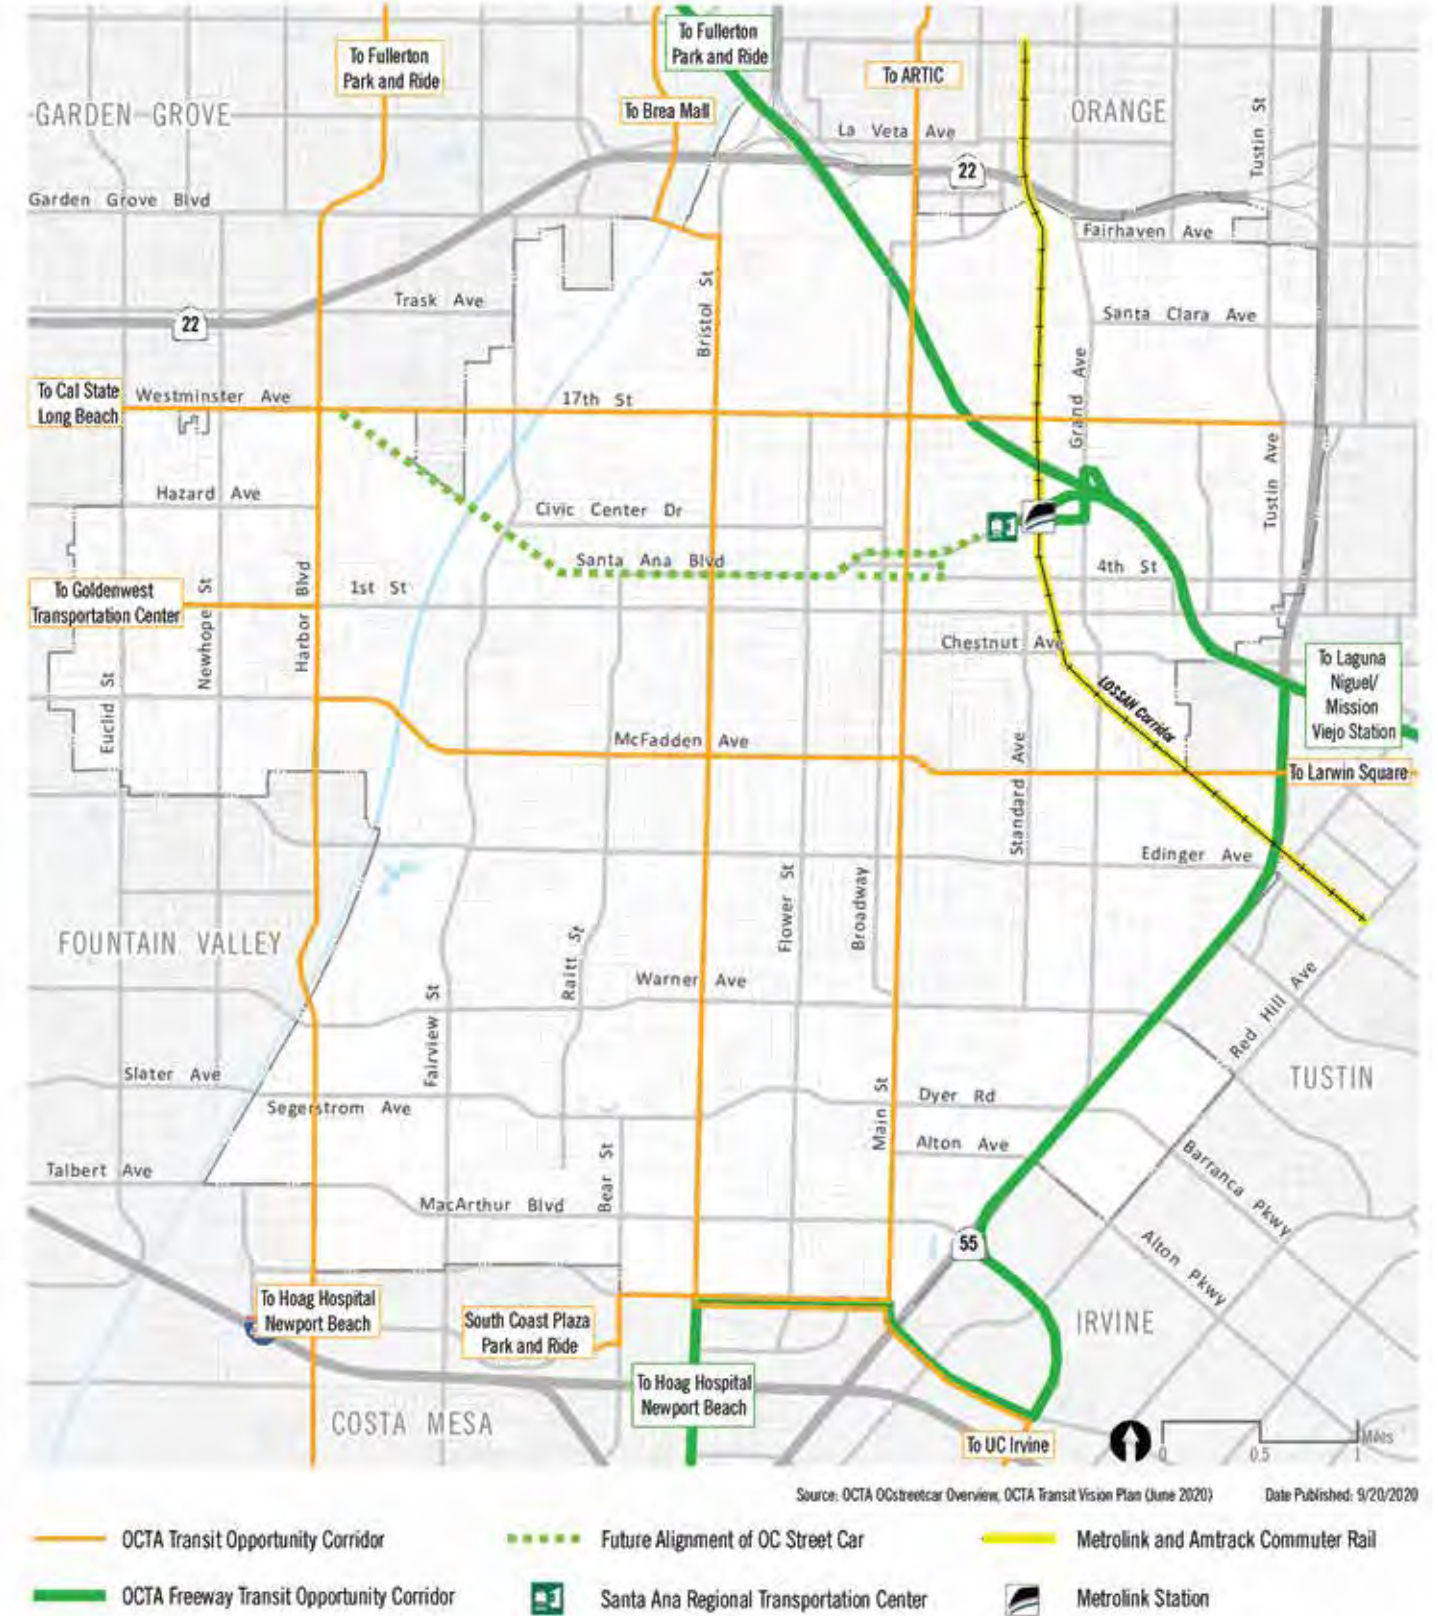 To Fullerton
Park and Ride
To Fullerton
Park and Ride
To Brea Mall
To ARTIC
ORANGE
GARDEN GROVE
La Veta Ave
Tustin St
22
Garden Grove Blvd
Fairhaven Ave
Trask Ave
Bristol St
Santa Clara Ave
22
Grand Ave
To Cal State
Long Beach
Westminster Ave
17th St
Tustin Ave
Hazard Ave
Civic Center Dr
Santa Ana Blvd
4th St
To Goldenwest
Transportation Center
Newhope St
Harbor Blvd
1st St
Chestnut Ave
To Laguna
Niguel/
Mission
Viejo Station
Euclid St
LOSSAN Corridor
McFadden Ave
Standard Ave
To Larwin Square
Edinger Ave
Flower St
Broadway
FOUNTAIN VALLEY
Raitt St
Warner Ave
Fairview St
Red Hill Ave
TUSTIN
Slater Ave
Segerstrom Ave
Main St
Dyer Rd
Alton Ave
Talbert Ave
Bear St
MacArthur Blvd
Barranca Pkwy
55
Alton Pkwy
To Hoag Hospital
Newport Beach
South Coast Plaza
Park and Ride
IRVINE
To Hoag Hospital
Newport Beach
COSTA MESA
To UC Irvine
0 0.5 1 Miles
Source: OCTA OCstreetcar Overview, OCTA Transit Vision Plan (June 2020) Date Published: 9/20/2020
OCTA Transit Opportunity Corridor
Future Alignment of OC Street Car
Metrolink and Amtrack Commuter Rail
OCTA Freeway Transit Opportunity Corridor
Santa Ana Regional Transportation Center
Metrolink Station